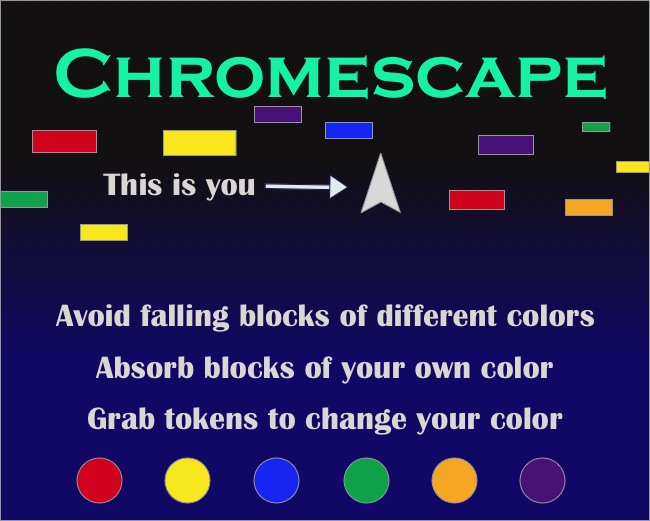 Chromescape
This is you
Avoid falling blocks of different colors
Absorb blocks of your own color
Grab tokens to change your color